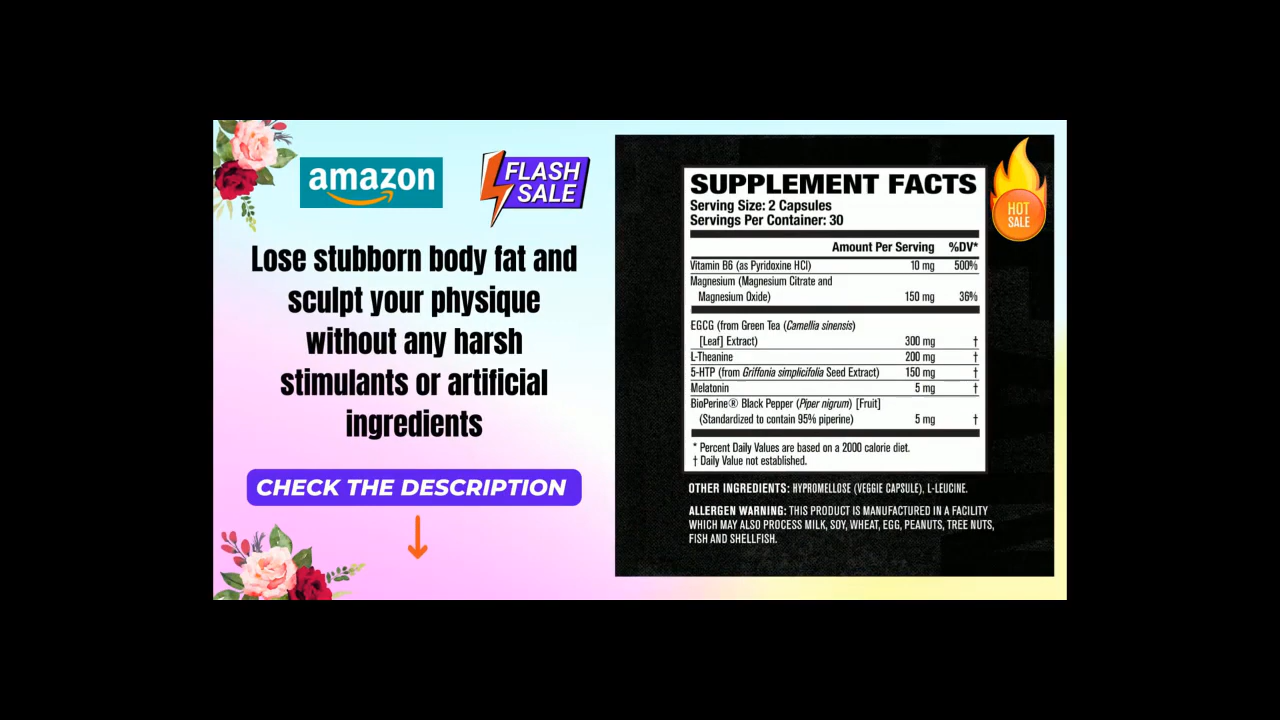 amazon
FLASH
SALE
Lose stubborn body fat and
sculpt your physique
without any harsh
stimulants or artificial
ingredients
CHECK THE DESCRIPTION
HOT
SALE
SUPPLEMENT FACTS
Serving Size: 2 Capsules
Servings Per Container: 30
Amount Per Serving %DV*
Vitamin B6 (as Pyridoxine HCl) 10 mg 500%
Magnesium (Magnesium Citrate and
Magnesium Oxide) 150 mg 36%
EGCG (from Green Tea (Camellia sinensis)
[Leaf] Extract) 300 mg †
L-Theanine 200 mg †
5-HTP (from Griffonia simplicifolia Seed Extract) 150 mg †
Melatonin 5 mg †
BioPerine® Black Pepper (Piper nigrum) [Fruit]
(Standardized to contain 95% piperine) 5 mg †
* Percent Daily Values are based on a 2000 calorie diet.
† Daily Value not established.
OTHER INGREDIENTS: HYPROMELLOSE (VEGGIE CAPSULE), L-LEUCINE.
ALLERGEN WARNING: THIS PRODUCT IS MANUFACTURED IN A FACILITY
WHICH MAY ALSO PROCESS MILK, SOY, WHEAT, EGG, PEANUTS, TREE NUTS,
FISH AND SHELLFISH.